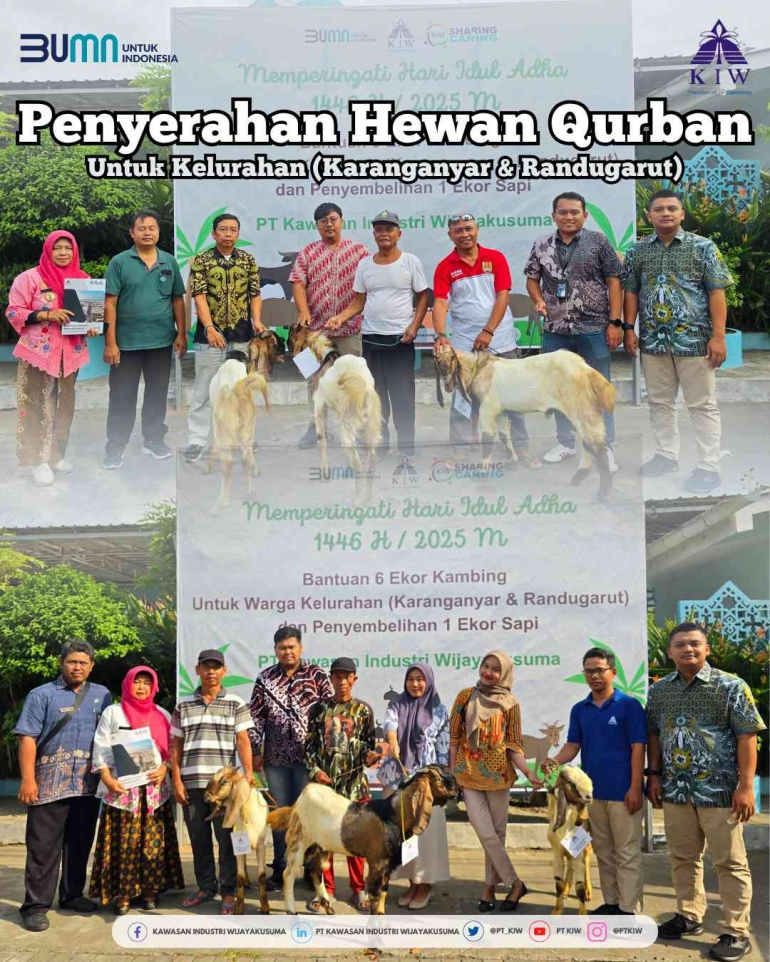 BUMN UNTUK INDONESIA
KIW
BUMN
KIW
KIW SHARING CARING
Memperingati Hari Idul Adha
1446 H / 2025 M
Penyerahan Hewan Qurban
Untuk Kelurahan (Karanganyar & Randugarut)
dan Penyembelihan 1 Ekor Sapi
PT Kawasan Industri Wijayakusuma
BUMN
KIW
KIW SHARING CARING
Memperingati Hari Idul Adha
1446 H / 2025 M
Bantuan 6 Ekor Kambing
Untuk Warga Kelurahan (Karanganyar & Randugarut)
dan Penyembelihan 1 Ekor Sapi
PT Kawasan Industri Wijayakusuma
KAWASAN INDUSTRI WIJAYAKUSUMA PT KAWASAN INDUSTRI WIJAYAKUSUMA @PT_KIW PT KIW @PTKIW